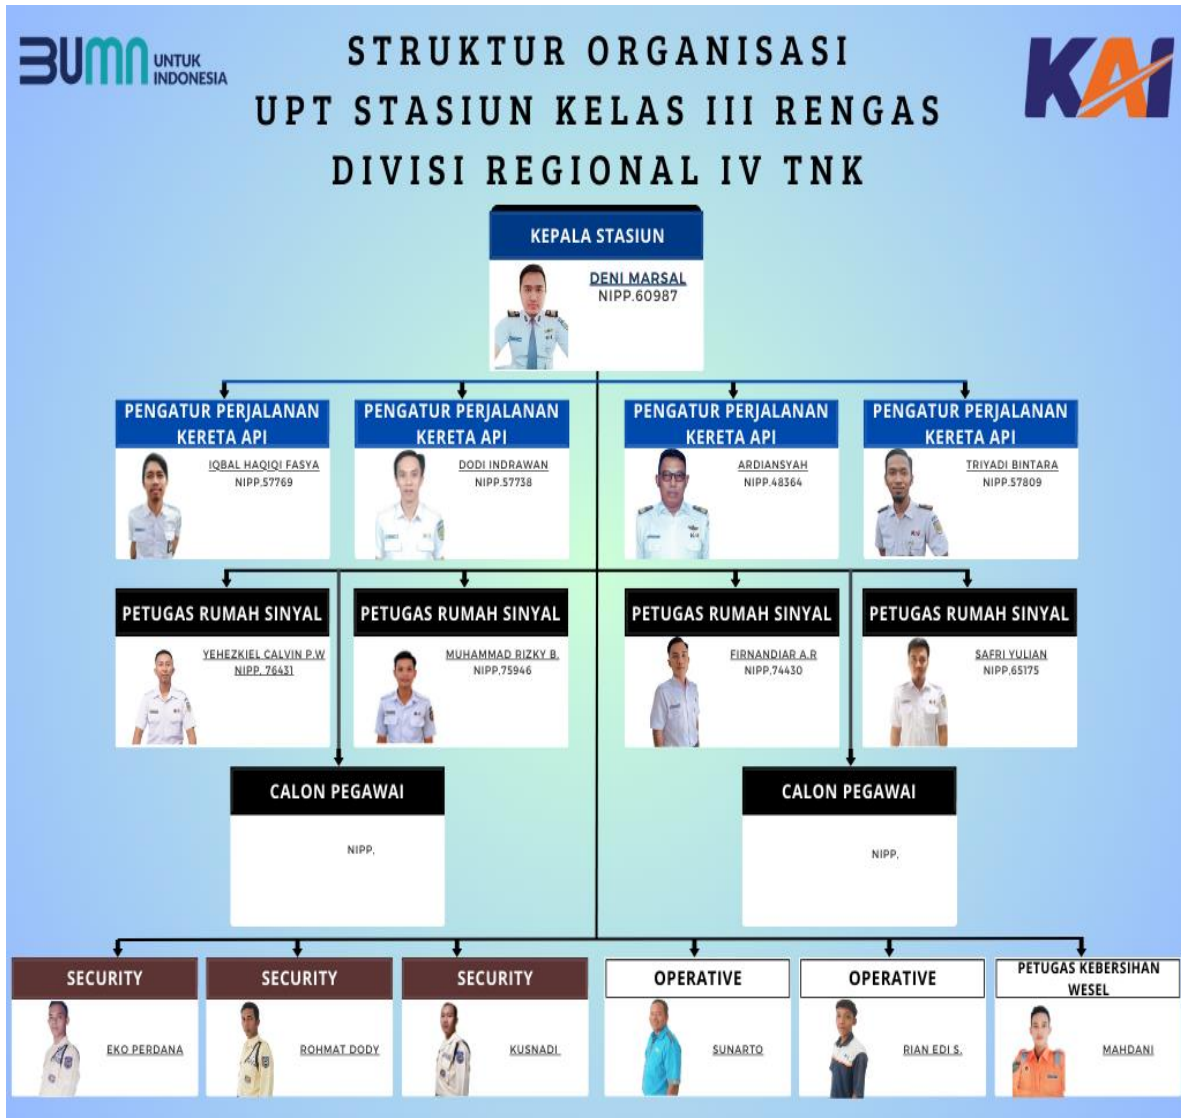 BUMN UNTUK
INDONESIA
STRUKTUR ORGANISASI
UPT STASIUN KELAS III RENGAS
DIVISI REGIONAL IV TNK
KAI
KEPALA STASIUN
DENI MARSAL
NIPP.60987
PENGATUR PERJALANAN
KERETA API
IQBAL HAQIQI FASYA
NIPP.57769
PENGATUR PERJALANAN
KERETA API
DODI INDRAWAN
NIPP.57738
PENGATUR PERJALANAN
KERETA API
ARDIANSYAH
NIPP.48364
PENGATUR PERJALANAN
KERETA API
TRIYADI BINTARA
NIPP.57809
PETUGAS RUMAH SINYAL
YEHEZKIEL CALVIN P.W
NIPP. 76431
PETUGAS RUMAH SINYAL
MUHAMMAD RIZKY B.
NIPP.75946
PETUGAS RUMAH SINYAL
FIRNANDIAR A.R
NIPP.74430
PETUGAS RUMAH SINYAL
SAFRI YULIAN
NIPP.65175
CALON PEGAWAI
NIPP.
CALON PEGAWAI
NIPP.
SECURITY
EKO PERDANA
SECURITY
ROHMAT DODY
SECURITY
KUSNADI
OPERATIVE
SUNARTO
OPERATIVE
RIAN EDI S.
PETUGAS KEBERSIHAN
WESEL
MAHDANI